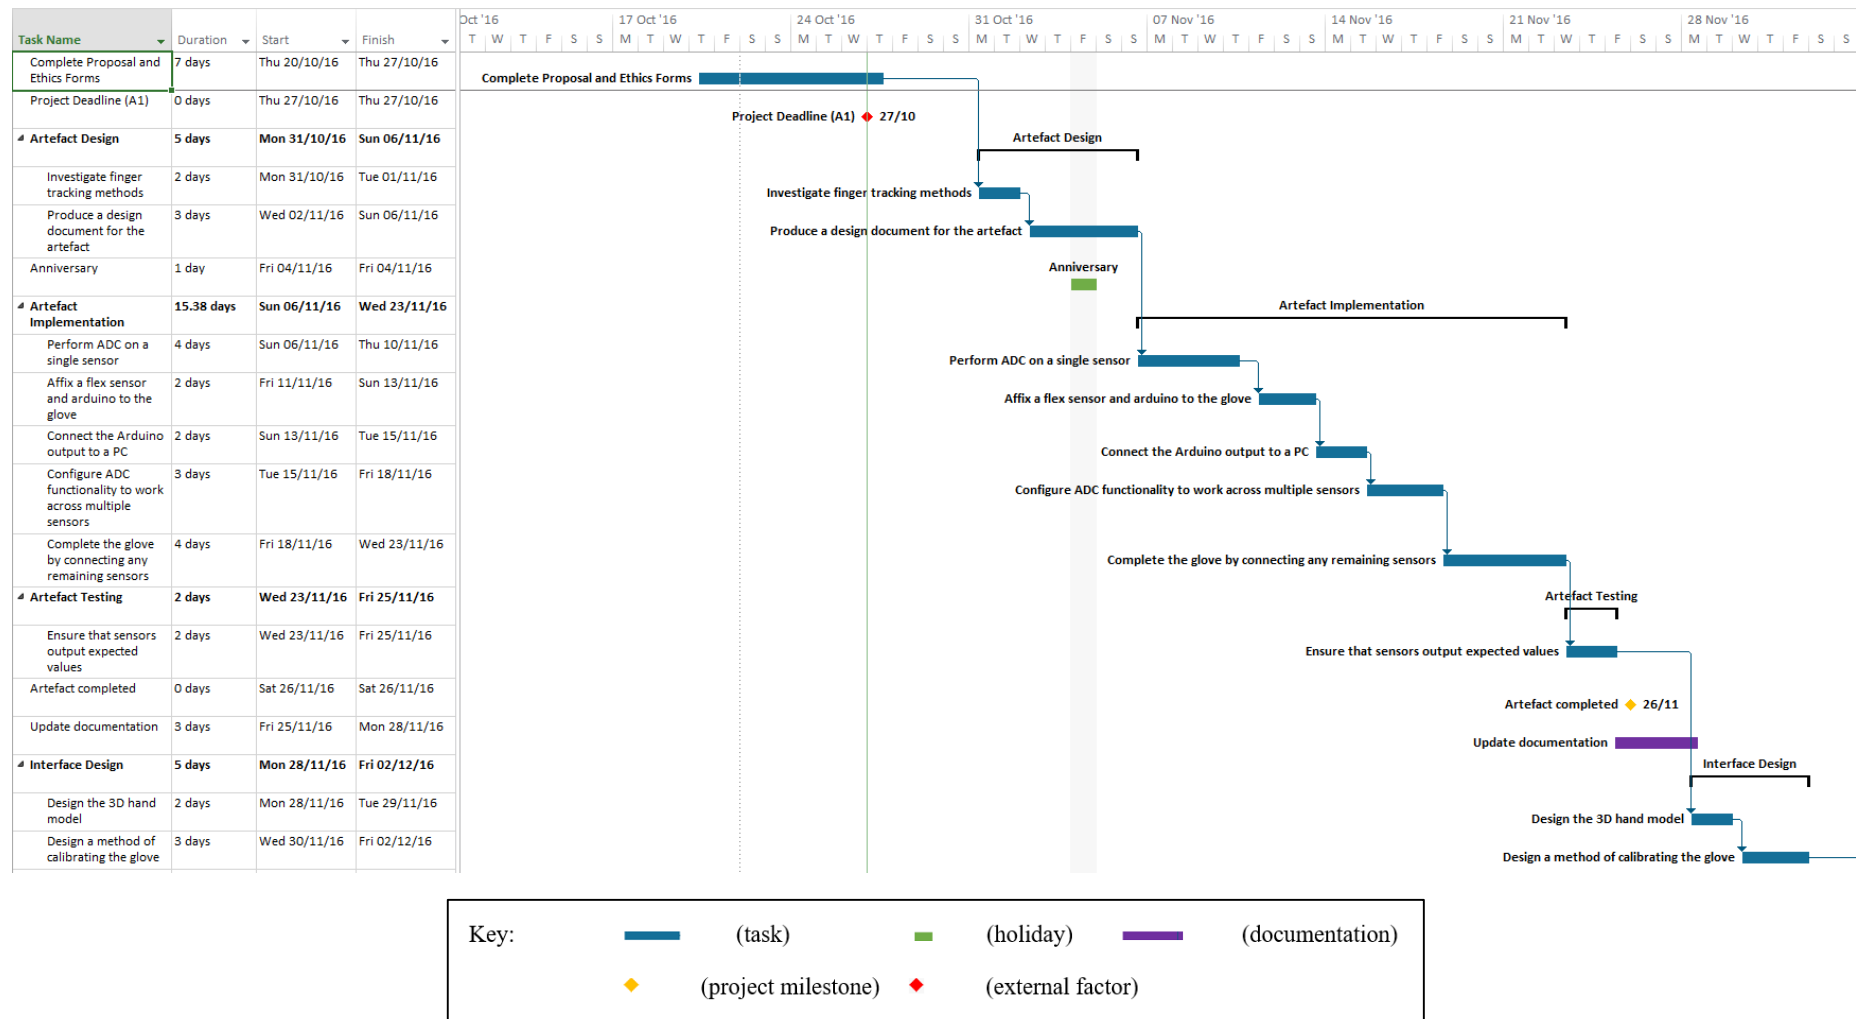 Task Name Duration Start Finish
Complete Proposal and 7 days Thu 20/10/16 Thu 27/10/16
Ethics Forms
Project Deadline (A1) 0 days Thu 27/10/16 Thu 27/10/16
Artefact Design 5 days Mon 31/10/16 Sun 06/11/16
Investigate finger 2 days Mon 31/10/16 Tue 01/11/16
tracking methods
Produce a design 3 days Wed 02/11/16 Sun 06/11/16
document for the
artefact
Anniversary 1 day Fri 04/11/16 Fri 04/11/16
Artefact 15.38 days Sun 06/11/16 Wed 23/11/16
Implementation
Perform ADC on a 4 days Sun 06/11/16 Thu 10/11/16
single sensor
Affix a flex sensor 2 days Fri 11/11/16 Sun 13/11/16
and arduino to the
glove
Connect the Arduino 2 days Sun 13/11/16 Tue 15/11/16
output to a PC
Configure ADC 3 days Tue 15/11/16 Fri 18/11/16
functionality to work
across multiple
sensors
Complete the glove 4 days Fri 18/11/16 Wed 23/11/16
by connecting any
remaining sensors
Artefact Testing 2 days Wed 23/11/16 Fri 25/11/16
Ensure that sensors 2 days Wed 23/11/16 Fri 25/11/16
output expected
values
Artefact completed 0 days Sat 26/11/16 Sat 26/11/16
Update documentation 3 days Fri 25/11/16 Mon 28/11/16
Interface Design 5 days Mon 28/11/16 Fri 02/12/16
Design the 3D hand 2 days Mon 28/11/16 Tue 29/11/16
model
Design a method of 3 days Wed 30/11/16 Fri 02/12/16
calibrating the glove
Oct '16 17 Oct '16 24 Oct '16 31 Oct '16 07 Nov '16 14 Nov '16 21 Nov '16 28 Nov '16
T W T F S S M T W T F S S M T W T F S S M T W T F S S M T W T F S S M T W T F S S M T W T F S S M T W T F S S
Complete Proposal and Ethics Forms
Project Deadline (A1) 27/10
Artefact Design
Investigate finger tracking methods
Produce a design document for the artefact
Anniversary
Artefact Implementation
Perform ADC on a single sensor
Affix a flex sensor and arduino to the glove
Connect the Arduino output to a PC
Configure ADC functionality to work across multiple sensors
Complete the glove by connecting any remaining sensors
Artefact Testing
Ensure that sensors output expected values
Artefact completed 26/11
Update documentation
Interface Design
Design the 3D hand model
Design a method of calibrating the glove
Key: (task) (holiday) (documentation)
(project milestone) (external factor)